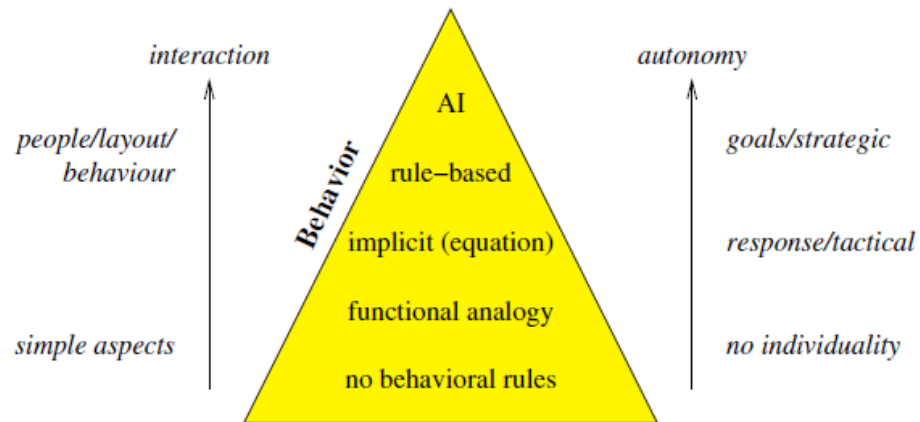 interaction
people/layout/
behaviour
simple aspects
Behavior
AI
rule−based
implicit (equation)
functional analogy
no behavioral rules
autonomy
goals/strategic
response/tactical
no individuality